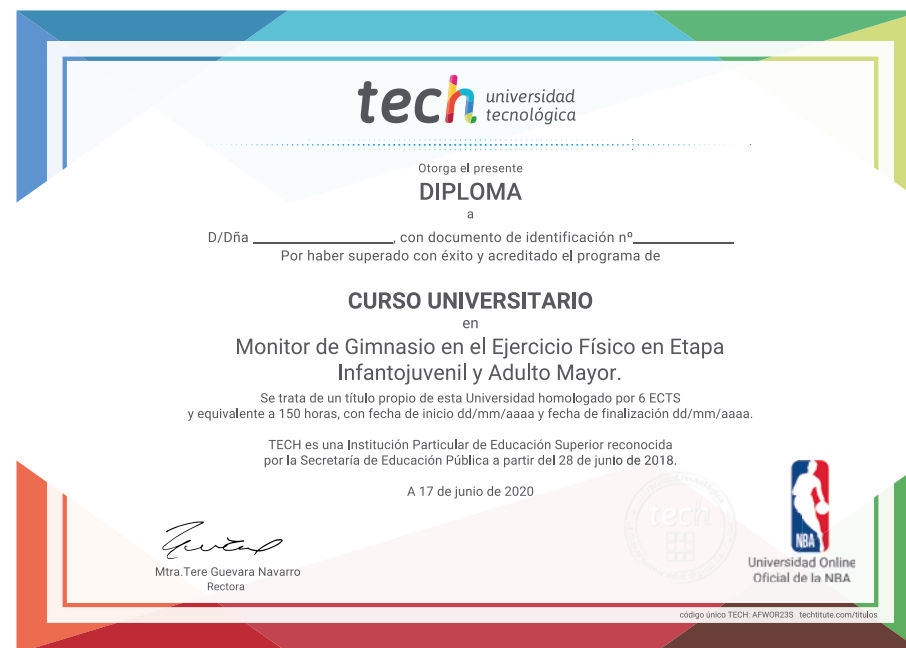 tech universidad
tecnológica
Otorga el presente
DIPLOMA
a
D/Dña ____________________, con documento de identificación nº______________
Por haber superado con éxito y acreditado el programa de
CURSO UNIVERSITARIO
en
Monitor de Gimnasio en el Ejercicio Físico en Etapa
Infantojuvenil y Adulto Mayor.
Se trata de un título propio de esta Universidad homologado por 6 ECTS
y equivalente a 150 horas, con fecha de inicio dd/mm/aaaa y fecha de finalización dd/mm/aaaa.
TECH es una Institución Particular de Educación Superior reconocida
por la Secretaría de Educación Pública a partir del 28 de junio de 2018.
A 17 de junio de 2020
tech
NBA
Universidad Online
Oficial de la NBA
Mtra.Tere Guevara Navarro
Rectora
código único TECH: AFWOR23S techtitute.com/titulos